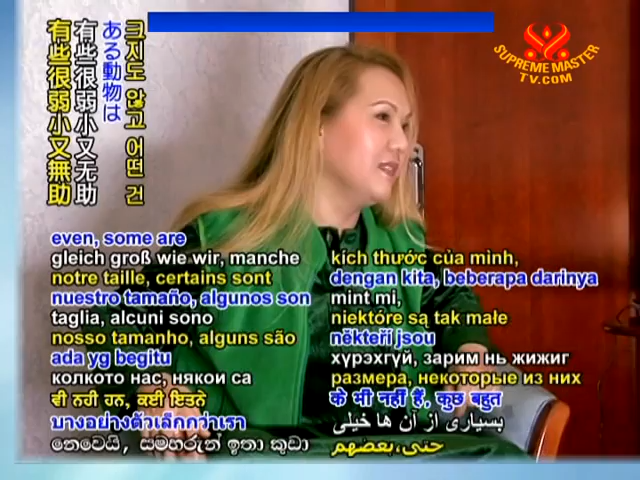 SUPREME MASTER
TV.COM
크지도 않고 어떤 건
ある動物は
有些很弱小又无助
有些很弱小又無助
even, some are
gleich groß wie wir, manche
notre taille, certains sont
nuestro tamaño, algunos son
taglia, alcuni sono
nosso tamanho, alguns são
ada yg begitu
колкото нас, някои са
ਵੀ ਨਹੀ ਹਨ, ਕਈ ਇਤਨੇ
บางอย่างตัวเล็กกว่าเรา
නෙවෙයි, සමහරුන් ඉතා කුඩා
kích thước của mình,
dengan kita, beberapa darinya
mint mi,
niektóre są tak małe
někteří jsou
хүрэхгүй, зарим нь жижиг
размера, некоторые из них
के भी नहीं हैं, कुछ बहुत
بسیاری از آن ها خیلی
حتى، بعضهم